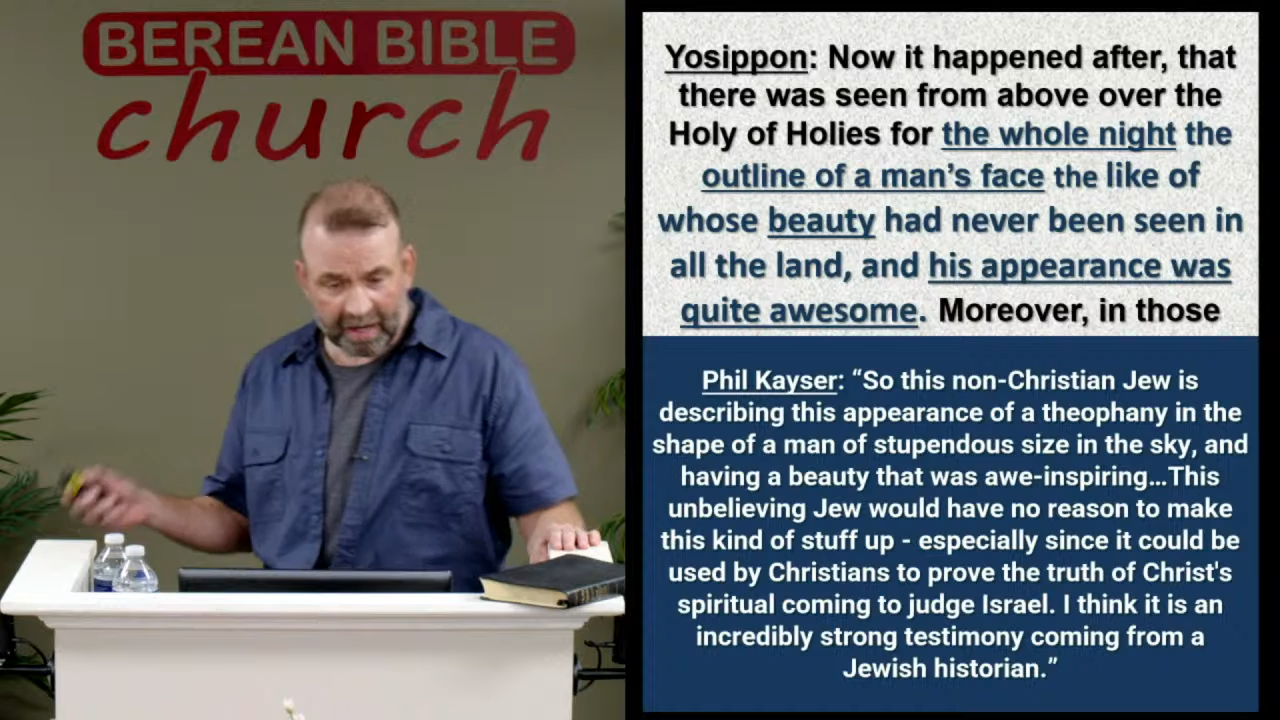 BEREAN BIBLE
church
Yosippon: Now it happened after, that
there was seen from above over the
Holy of Holies for the whole night the
outline of a man's face the like of
whose beauty had never been seen in
all the land, and his appearance was
quite awesome. Moreover, in those
Phil Kayser: “So this non-Christian Jew is
describing this appearance of a theophany in the
shape of a man of stupendous size in the sky, and
having a beauty that was awe-inspiring…This
unbelieving Jew would have no reason to make
this kind of stuff up - especially since it could be
used by Christians to prove the truth of Christ's
spiritual coming to judge Israel. I think it is an
incredibly strong testimony coming from a
Jewish historian.”